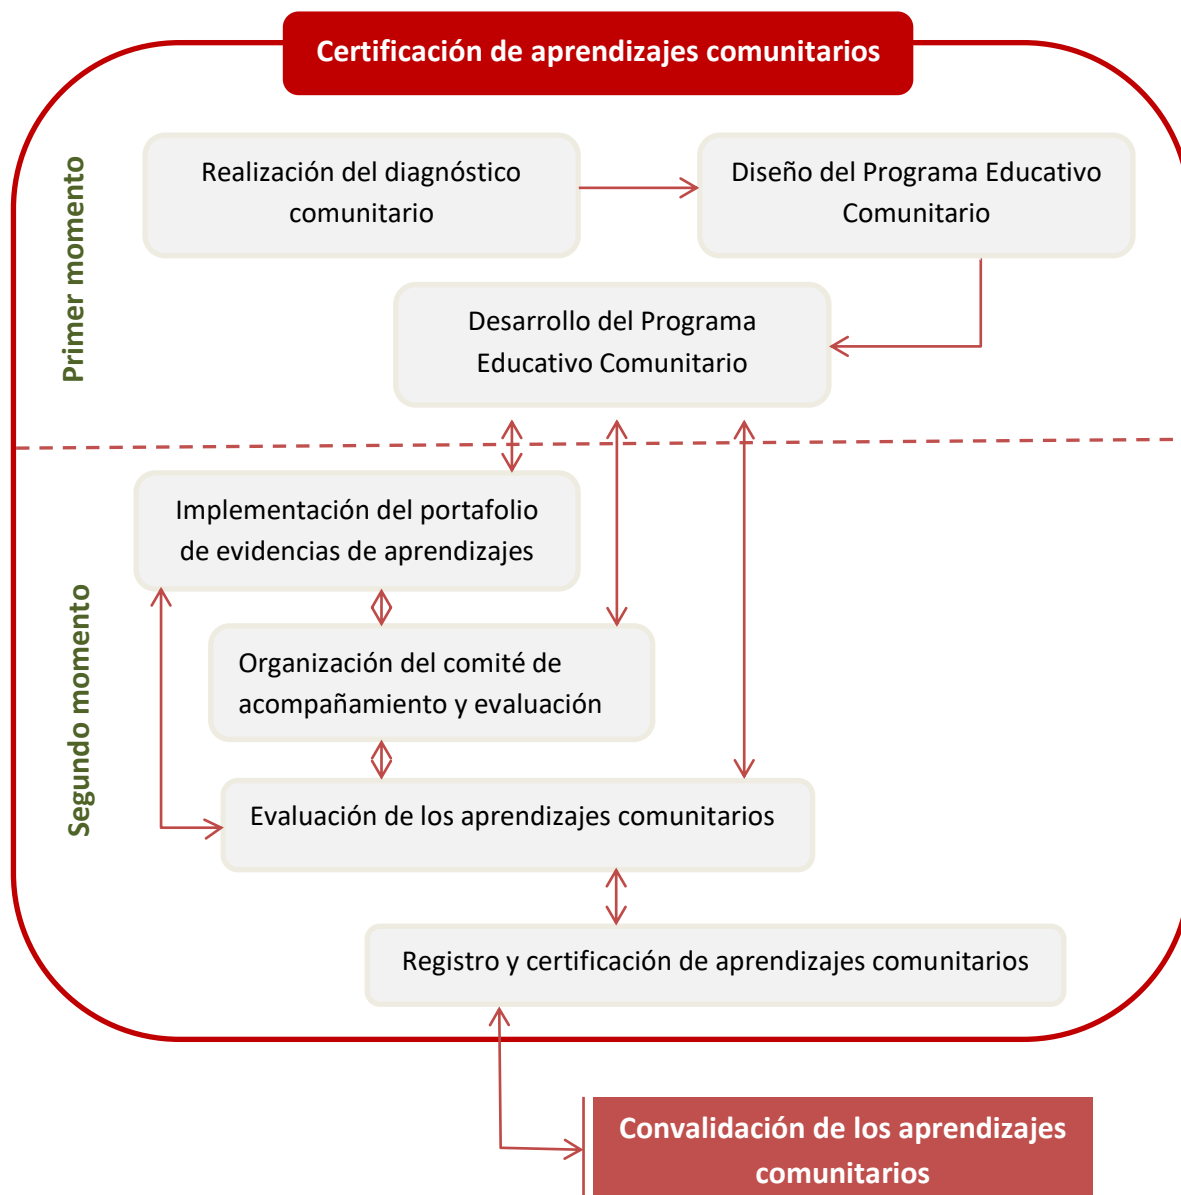 Certificación de aprendizajes comunitarios
Primer momento
Realización del diagnóstico
comunitario
Diseño del Programa Educativo
Comunitario
Desarrollo del Programa
Educativo Comunitario
Segundo momento
Implementación del portafolio
de evidencias de aprendizajes
Organización del comité de
acompañamiento y evaluación
Evaluación de los aprendizajes comunitarios
Registro y certificación de aprendizajes comunitarios
Convalidación de los aprendizajes
comunitarios